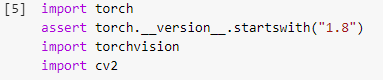 [5] import torch
assert torch.__version__.startswith("1.8")
import torchvision
import cv2